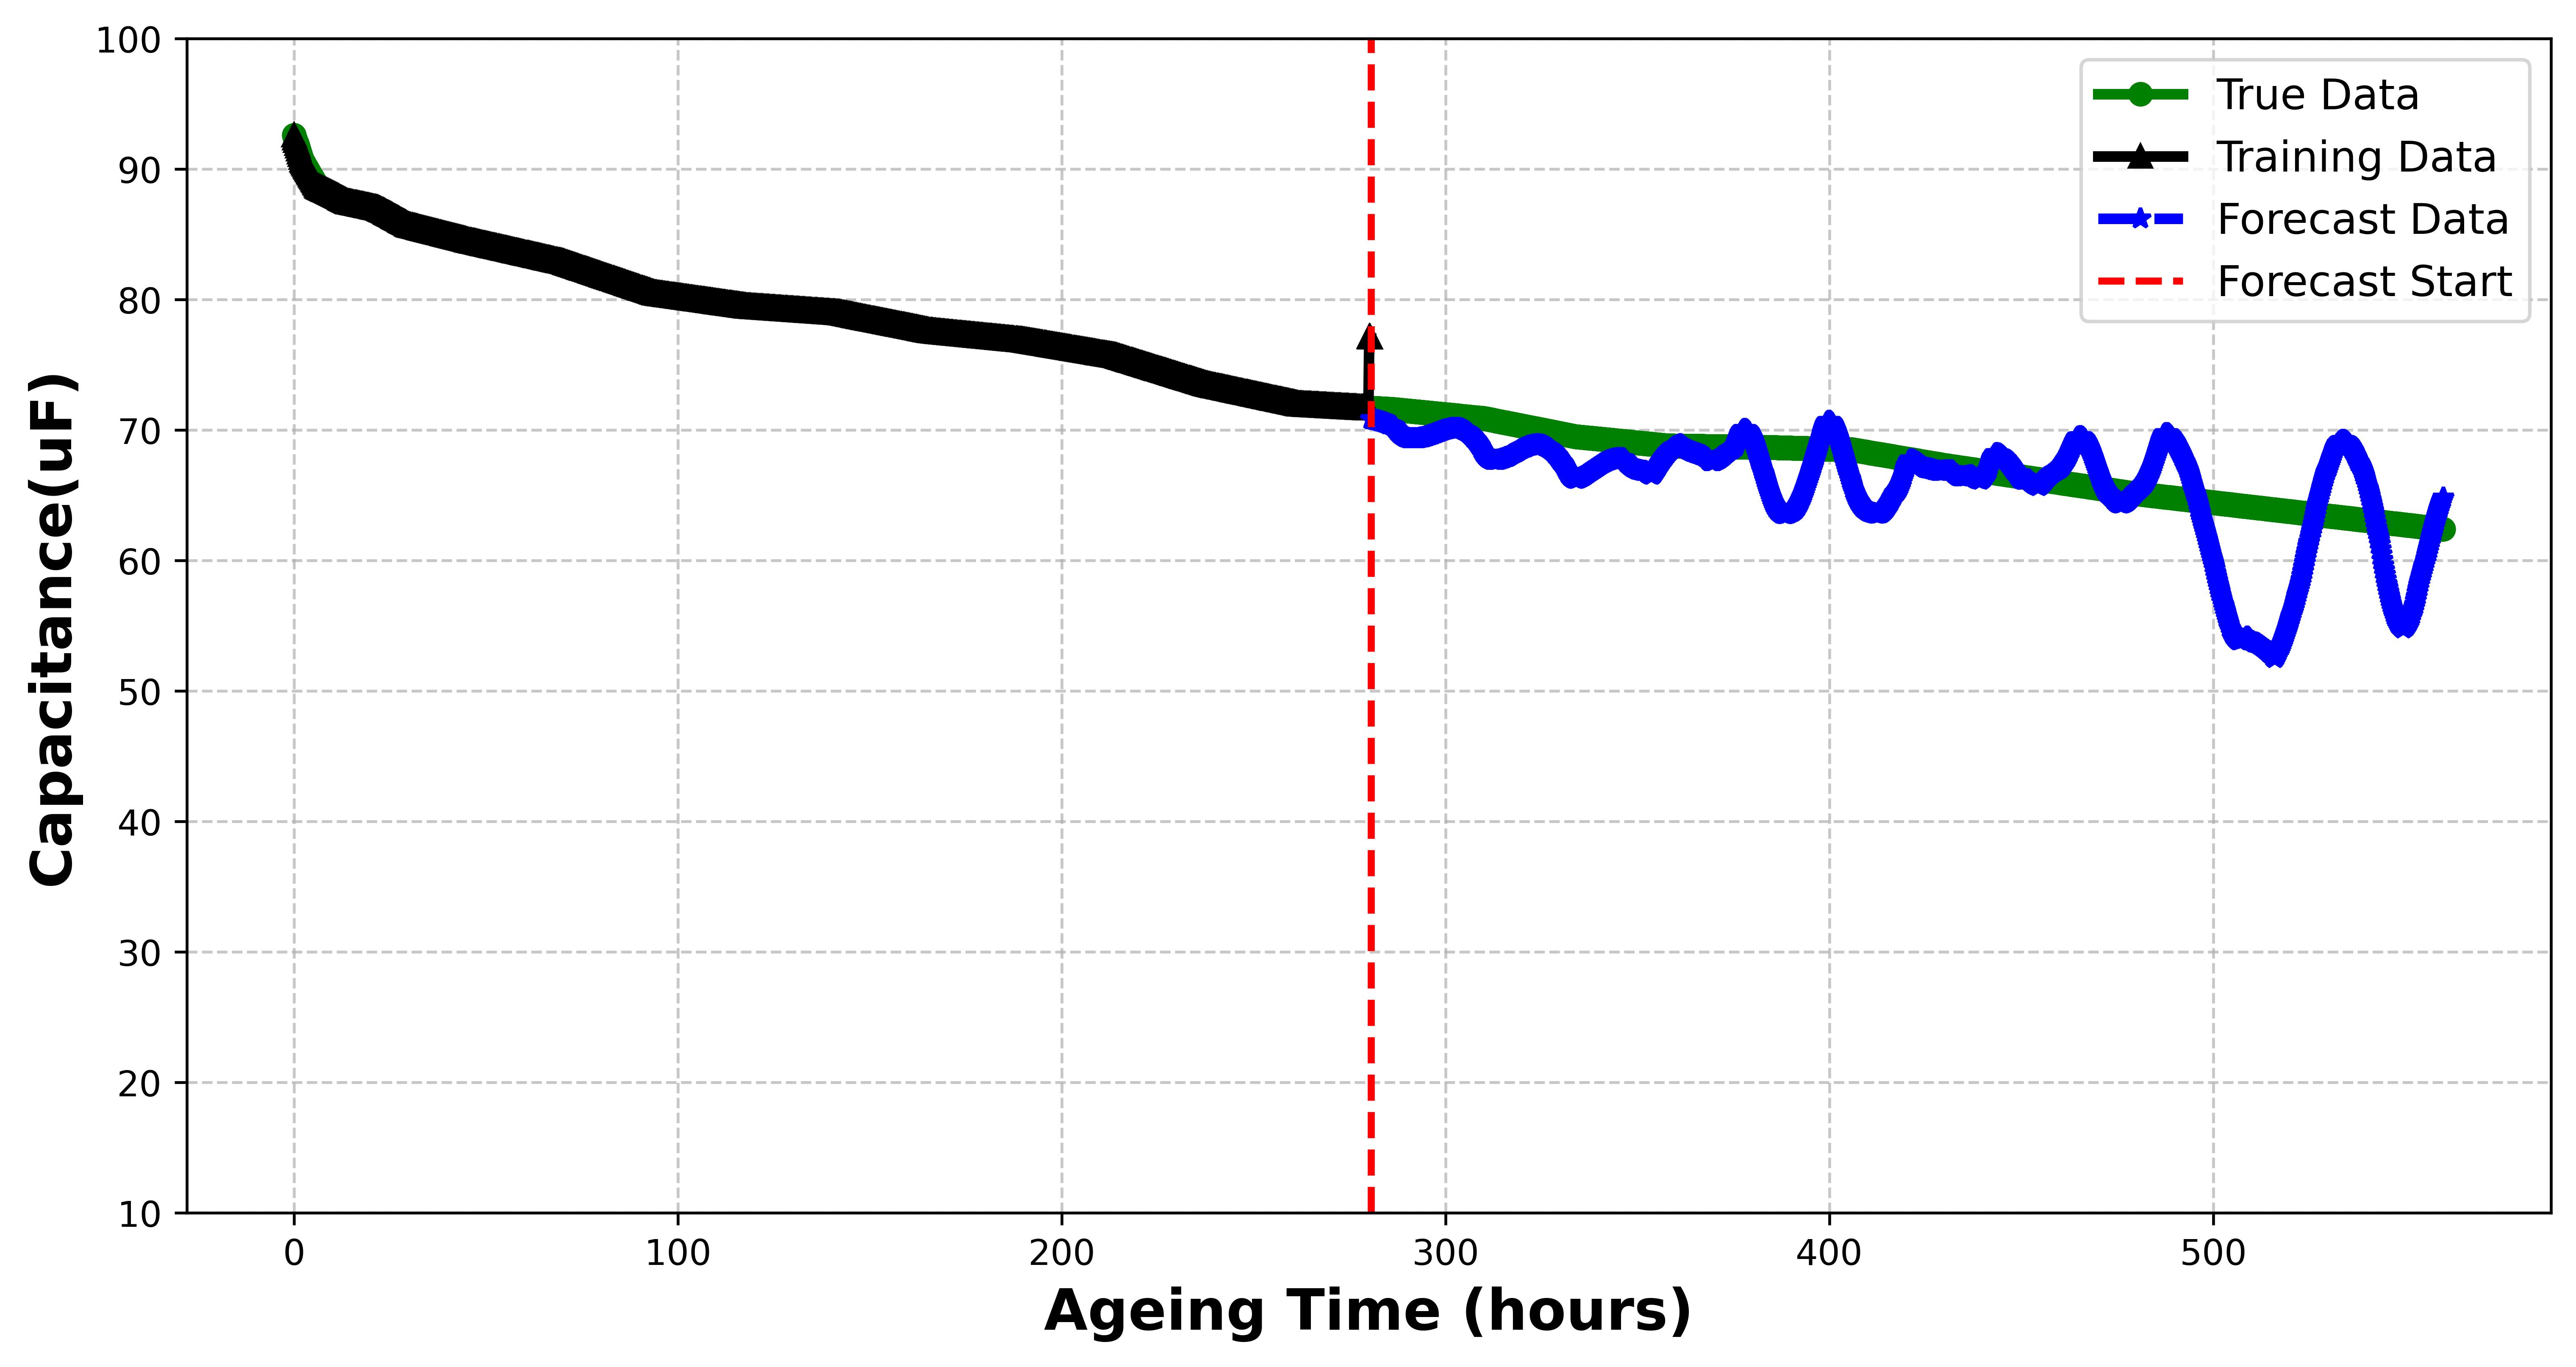 100
90
80
70
60
50
40
30
20
10
Capacitance(uF)
True Data
Training Data
Forecast Data
Forecast Start
0 100 200 300 400 500
Ageing Time (hours)